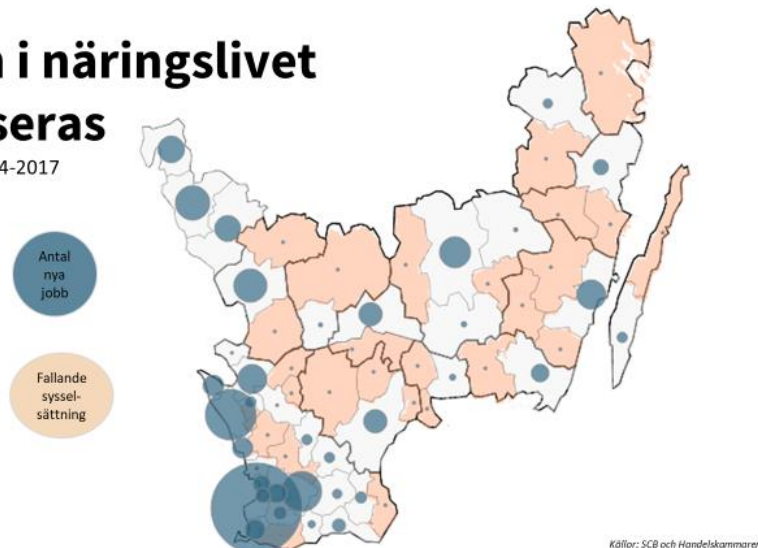 i näringslivet
seras
4-2017
Antal
nya
jobb
Fallande
syssel-
sättning
Källor: SCB och Handelskammaren